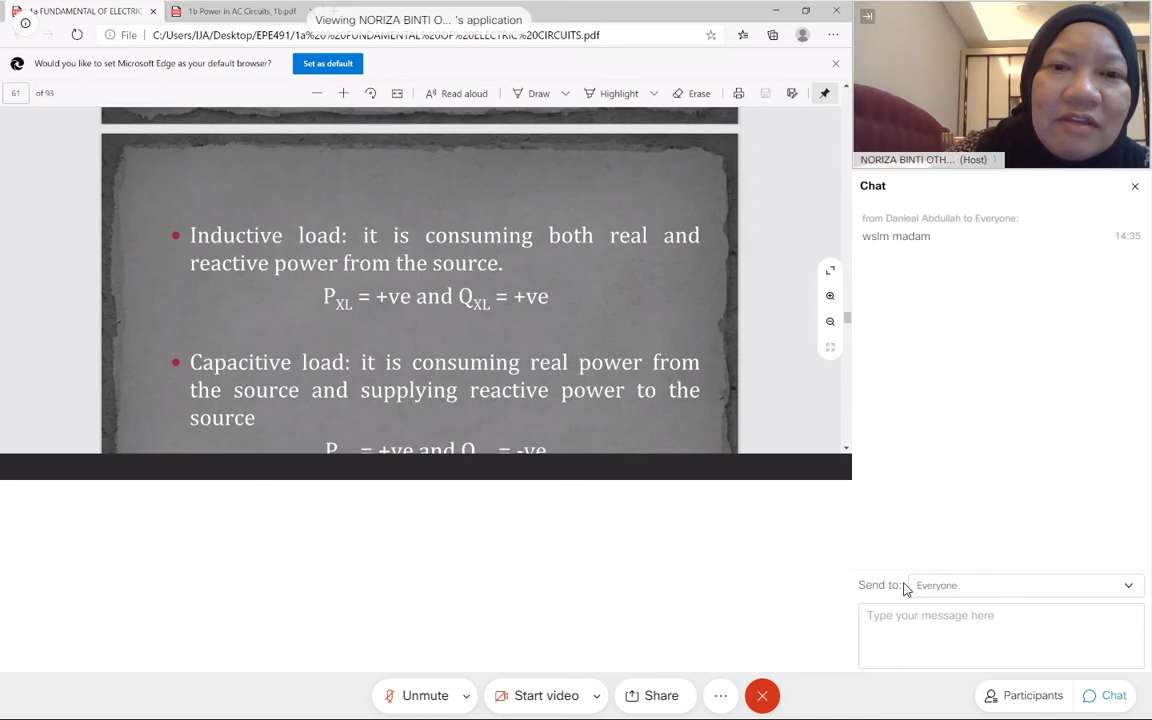 1a FUNDAMENTAL OF ELECTRIC
1b Power in AC Circuits_1b.pdf
Viewing NORIZA BINTI O... 's application
File
C:/Users/IJA/Desktop/EPE491/1a%20%20FUNDAMENTAL%20OF%20ELECTRIC%20CIRCUITS.pdf
Would you like to set Microsoft Edge as your default browser?
Set as default
61 of 93
Read aloud
Draw
Highlight
Erase
• Inductive load: it is consuming both real and
reactive power from the source.
PXL = +ve and QXL = +ve
• Capacitive load: it is consuming real power from
the source and supplying reactive power to the
source
P = +ve and Q = -ve
NORIZA BINTI OTH... (Host)
Chat
from Danieal Abdullah to Everyone:
wslm madam
14:35
Send to:
Everyone
Type your message here
Unmute
Start video
Share
Participants
Chat